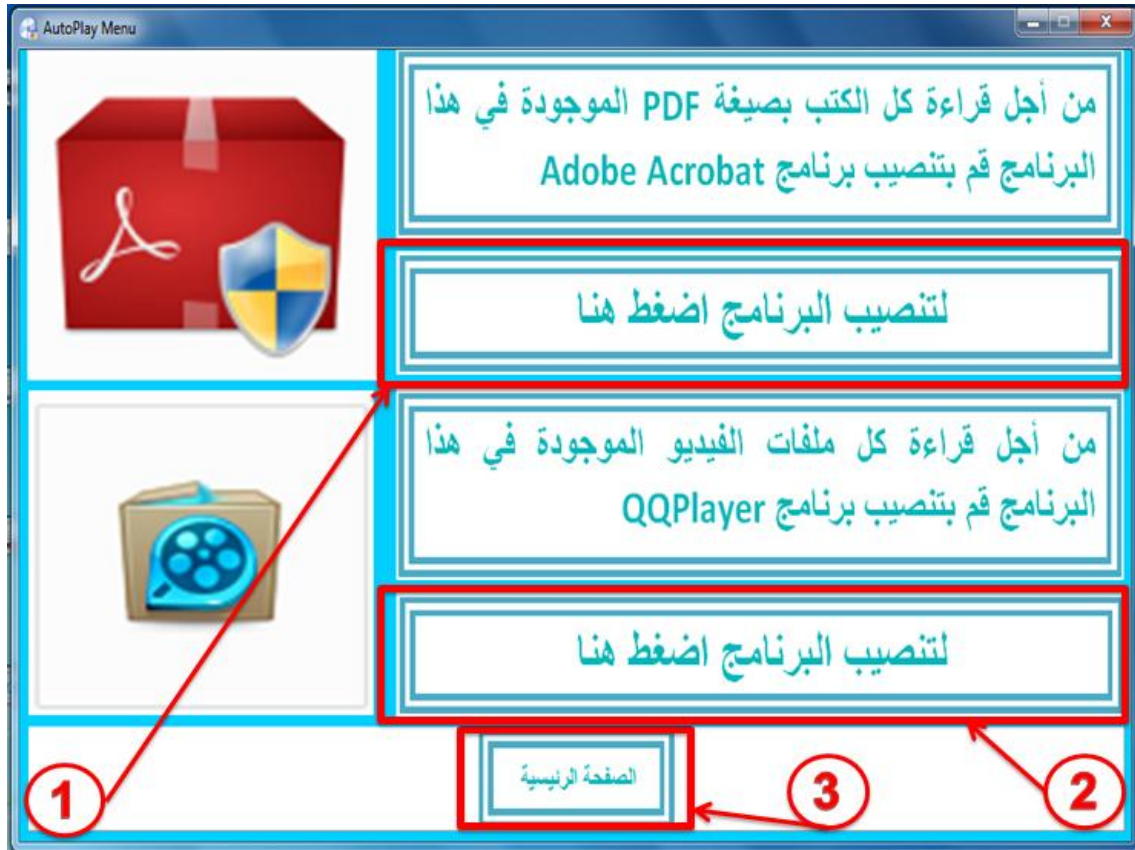 AutoPlay Menu
من أجل قراءة كل الكتب بصيغة PDF الموجودة في هذا
البرنامج قم بتنصيب برنامج Adobe Acrobat
لتنصيب البرنامج اضغط هنا
من أجل قراءة كل ملفات الفيديو الموجودة في هذا
البرنامج قم بتنصيب برنامج QQPlayer
لتنصيب البرنامج اضغط هنا
الصفحة الرئيسية
1
3
2